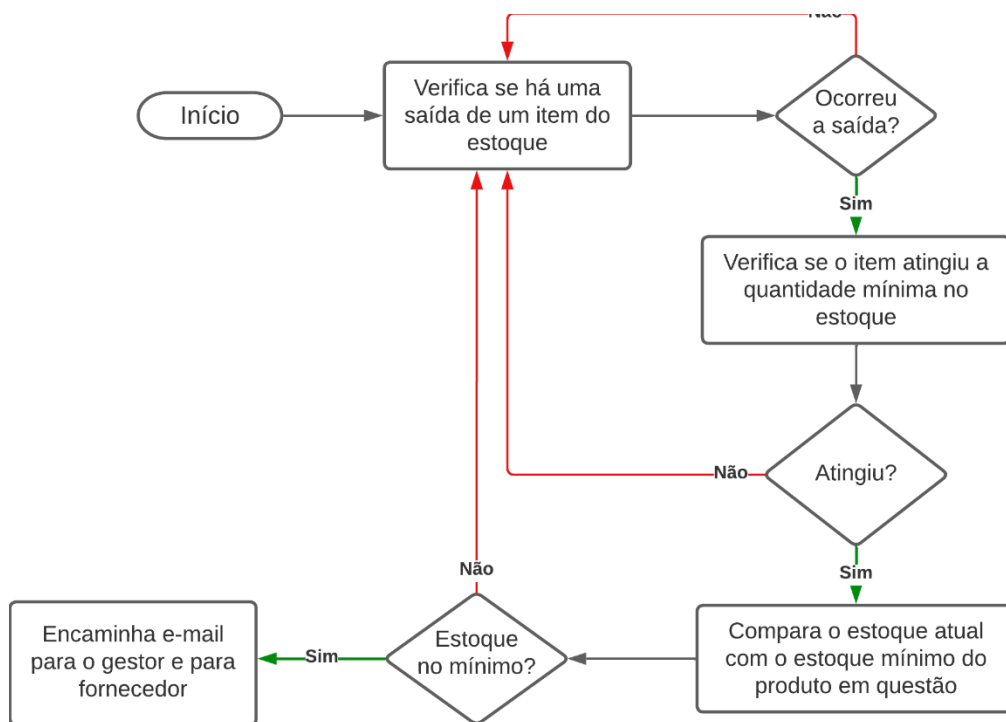 Não
Início
Verifica se há uma
saída de um item do
estoque
Ocorreu
a saída?
Sim
Verifica se o item atingiu a
quantidade mínima no
estoque
Não
Atingiu?
Sim
Não
Encaminha e-mail
para o gestor e para
fornecedor
Sim
Estoque
no mínimo?
Compara o estoque atual
com o estoque mínimo do
produto em questão